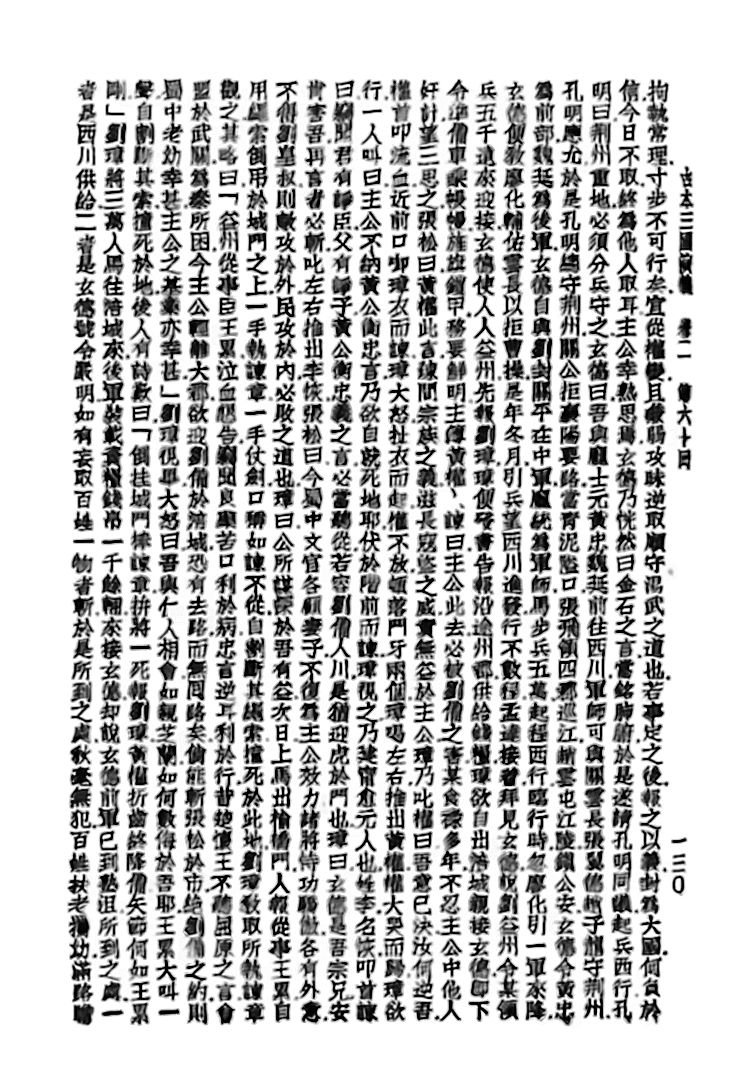 古本三國演義　卷二　第六十回　一三〇
拘執常理寸步不可行矣宜從權變且兼弱攻昧逆取順守湯武之道也若事定之後報之以義封為大國何負於
信今日不取終為他人取耳主公幸熟思焉玄德乃恍然曰金石之言當銘肺腑於是遂請孔明同議起兵西行孔
明曰荊州重地必須分兵守之玄德曰吾與龐士元黃忠魏延前往西川軍師可與關雲長張翼德趙子龍守荊州
孔明應允於是孔明總守荊州關公拒襄陽要路當青泥隘口張飛領四郡巡江趙雲屯江陵鎮公安玄德令黃忠
為前部魏延為後軍玄德自與劉封關平在中軍龐統為軍師馬步兵五萬起程西行臨行時忽廖化引一軍來降
玄德便教廖化輔佐雲長以拒曹操是年冬月引兵望西川進發行不數程孟達接著拜見玄德說劉益州令某領
兵五千遠來迎接玄德使人入益州先報劉璋璋便發書告報沿途州郡供給錢糧璋欲自出涪城親接玄德即下
令準備車乘帳幔旌旗鎧甲務要鮮明主簿黃權入諫曰主公此去必被劉備之害某食祿多年不忍主公中他人
奸計望三思之張松曰黃權此言疎間宗族之義滋長寇盜之威實無益於主公璋乃叱權曰吾意已決汝何逆吾
權首叩流血近前口啣璋衣而諫璋大怒扯衣而起權不放頓落門牙兩個璋喝左右推出黃權權大哭而歸璋欲
行一人叫曰主公不納黃公衡忠言乃欲自就死地耶伏於階前而諫璋視之乃建甯愈元人也姓李名恢叩首諫
曰竊聞君有諍臣父有諍子黃公衡忠義之言必當聽從若容劉備入川是猶迎虎於門也璋曰玄德是吾宗兄安
肯害吾再言者必斬叱左右推出李恢張松曰今蜀中文官各顧妻子不復為主公效力諸將恃功驕傲各有外意
不得劉皇叔則敵攻於外民攻於內必敗之道也璋曰公所謀深於吾有益次日上馬出榆橋門人報從事王累自
用繩索倒吊於城門之上一手執諫章一手仗劍口稱如諫不從自割斷其繩索撞死於此地劉璋教取所執諫章
觀之其略曰「益州從事臣王累泣血懇告竊聞良藥苦口利於病忠言逆耳利於行昔楚懷王不聽屈原之言會
盟於武關為秦所困今主公輕離大郡欲迎劉備於涪城恐有去路而無回路矣倘能斬張松於市絕劉備之約則
蜀中老幼幸甚主公之基業亦幸甚」劉璋視畢大怒曰吾與仁人相會如親芝蘭如何數侮於吾耶王累大叫一
聲自割斷其索撞死於地後人有詩歎曰「倒挂城門捧諫章拚將一死報劉璋黃權折齒終降備矢節何如王累
剛」劉璋將三萬人馬往涪城來後軍裝載資糧錢帛一千餘輛來接玄德卻說玄德前軍已到墊沮所到之處一
者是西川供給二者是玄德號令嚴明如有妄取百姓一物者斬於是所到之處秋毫無犯百姓扶老攜幼滿路瞻